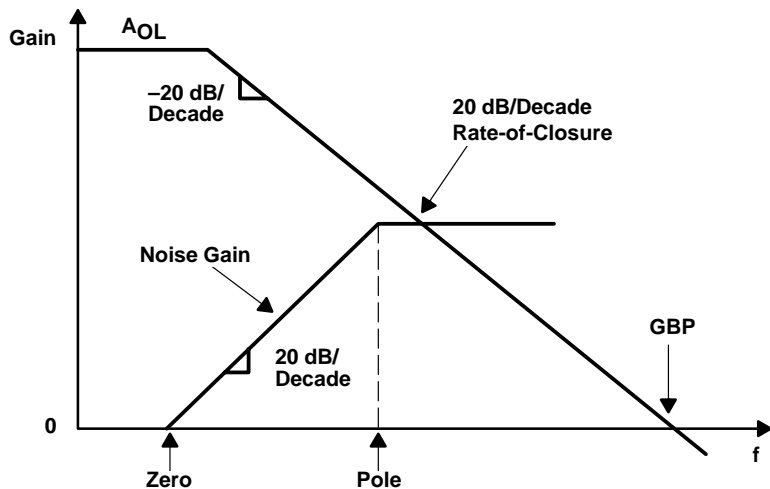 Gain
AOL
–20 dB/
Decade
20 dB/Decade
Rate-of-Closure
Noise Gain
GBP
20 dB/
Decade
0
f
Zero
Pole